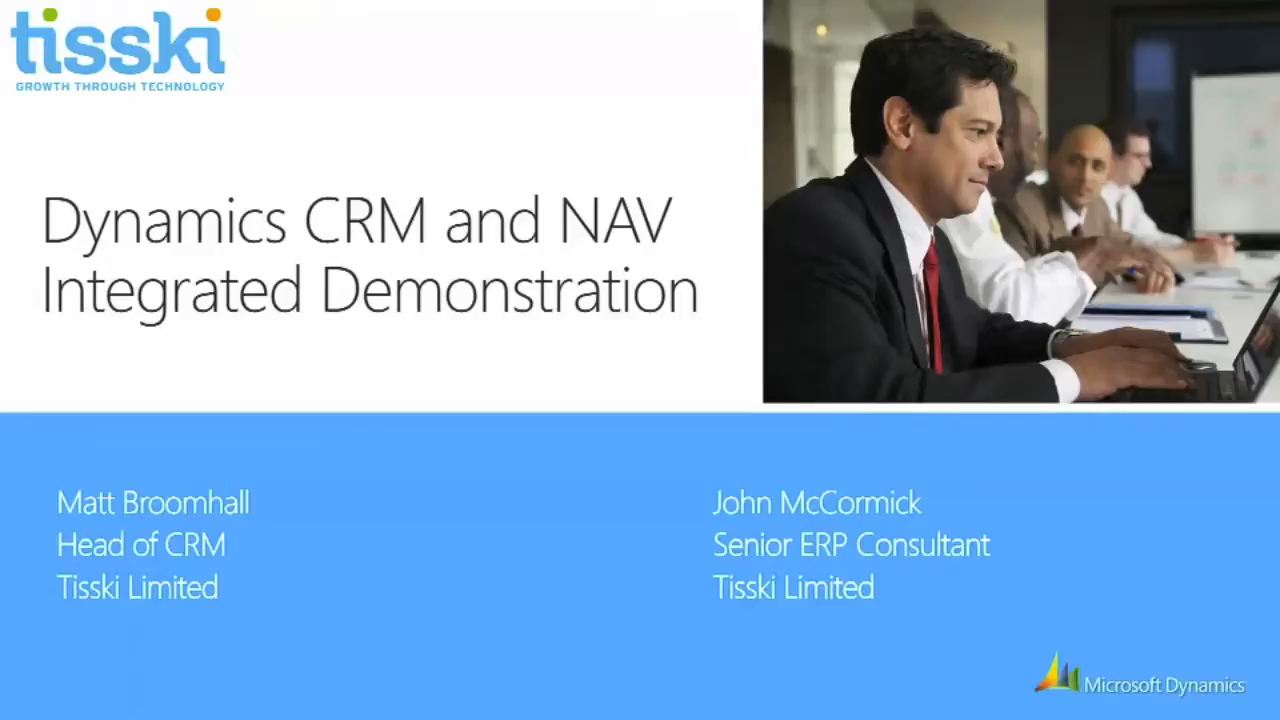 tisski
GROWTH THROUGH TECHNOLOGY
Dynamics CRM and NAV
Integrated Demonstration
Matt Broomhall
Head of CRM
Tisski Limited
John McCormick
Senior ERP Consultant
Tisski Limited
Microsoft Dynamics